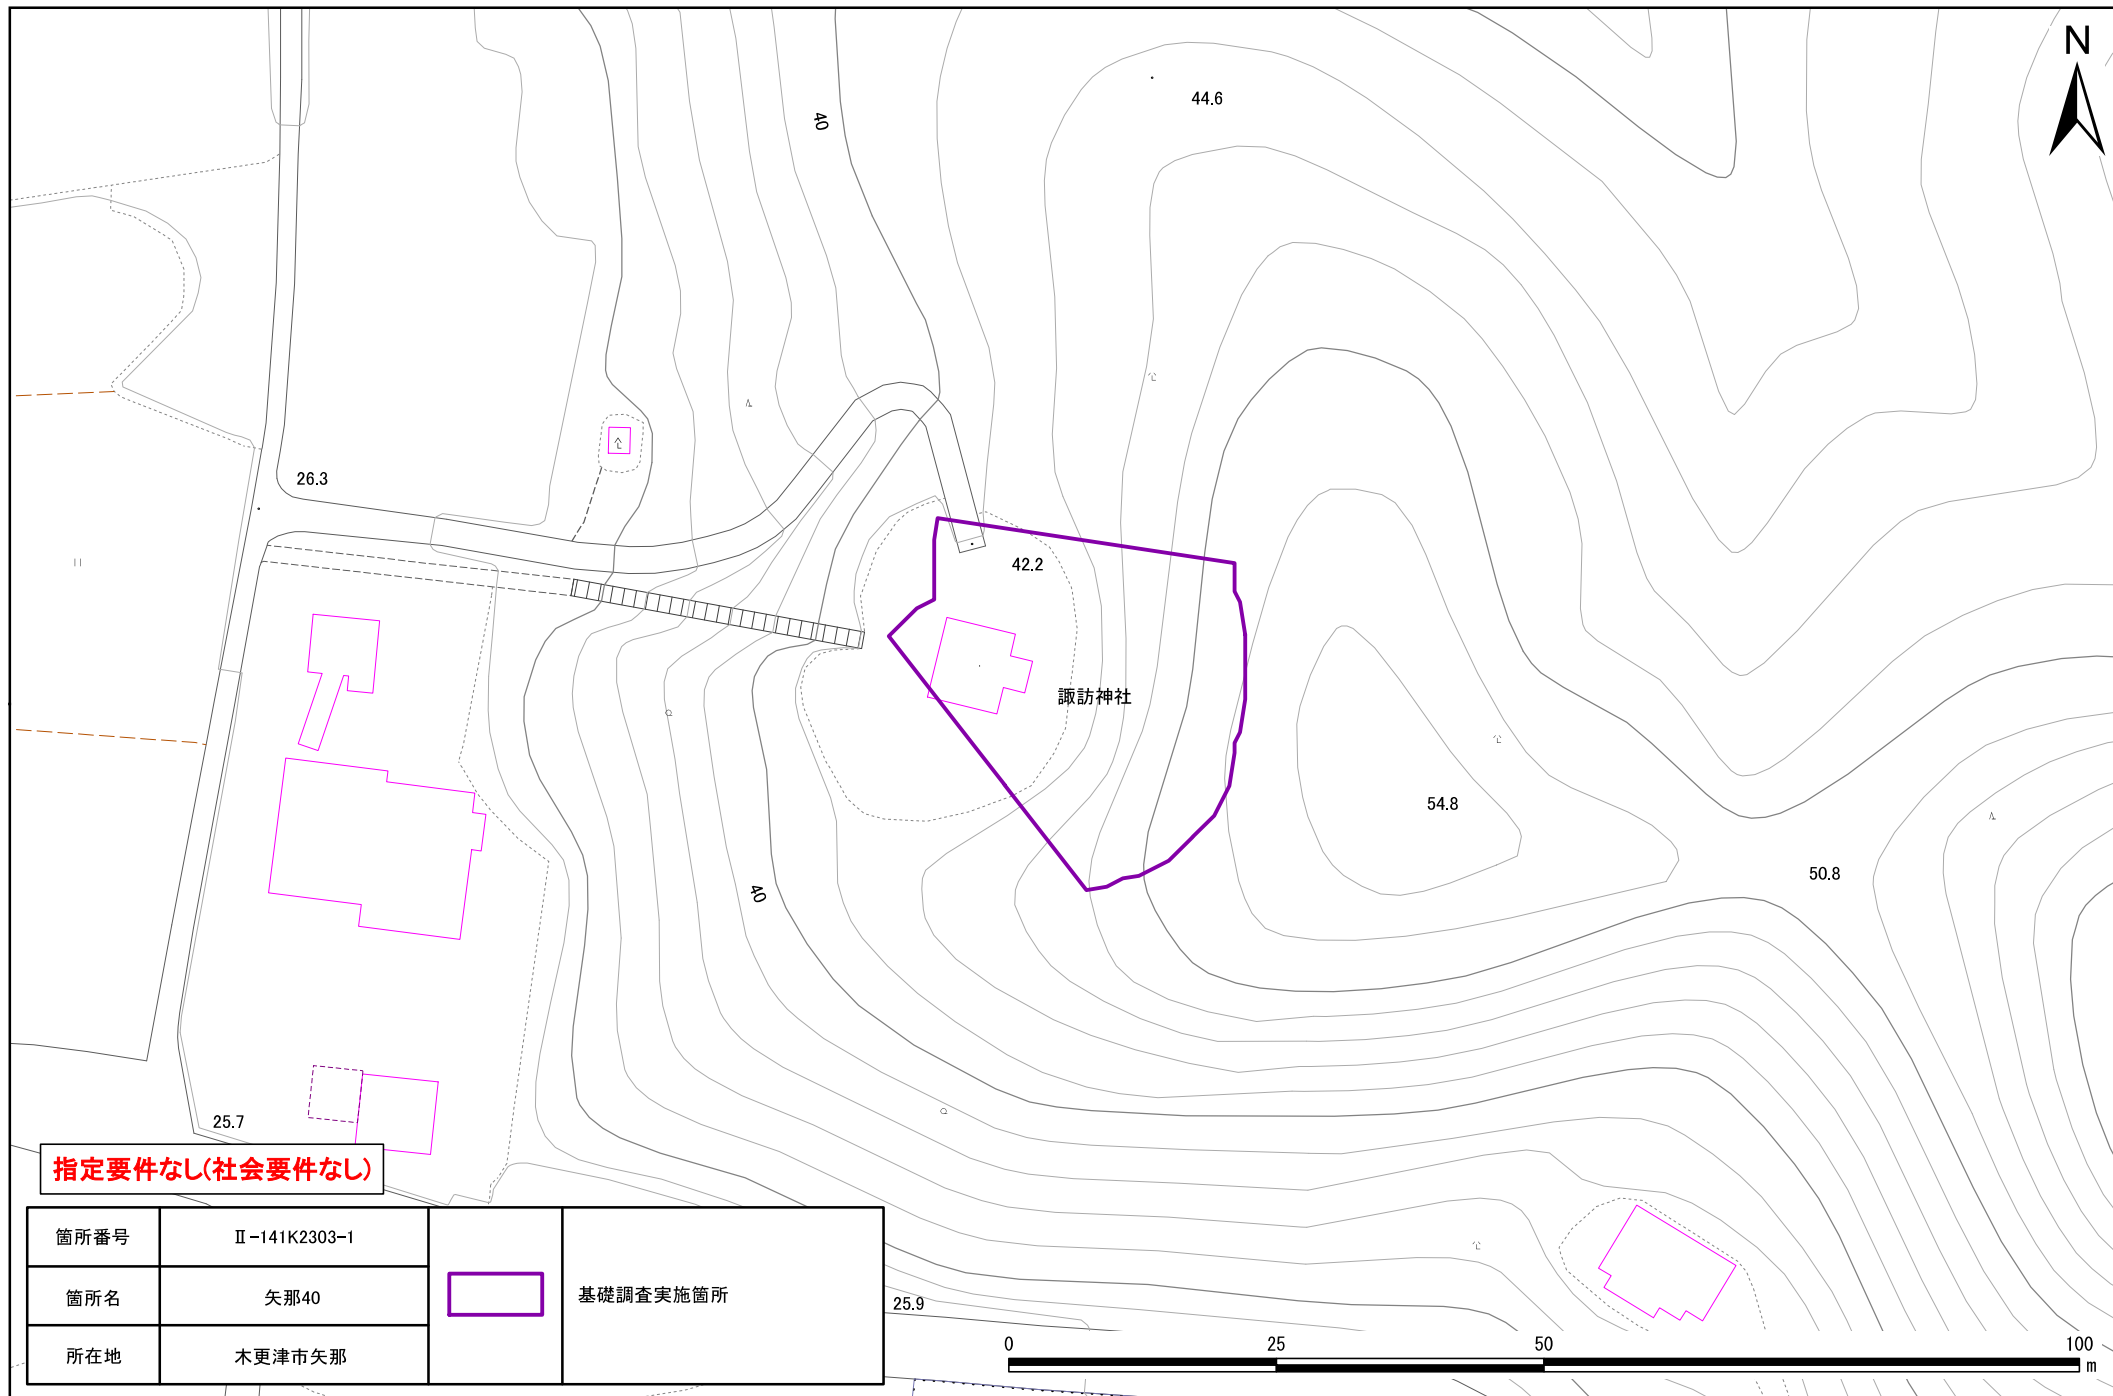 N
44.6
40
26.3
42.2
諏訪神社
54.8
50.8
40
25.7
指定要件なし(社会要件なし)
箇所番号 Ⅱ-141K2303-1
箇所名 矢那40
所在地 木更津市矢那
基礎調査実施箇所
25.9
0 25 50 100
m